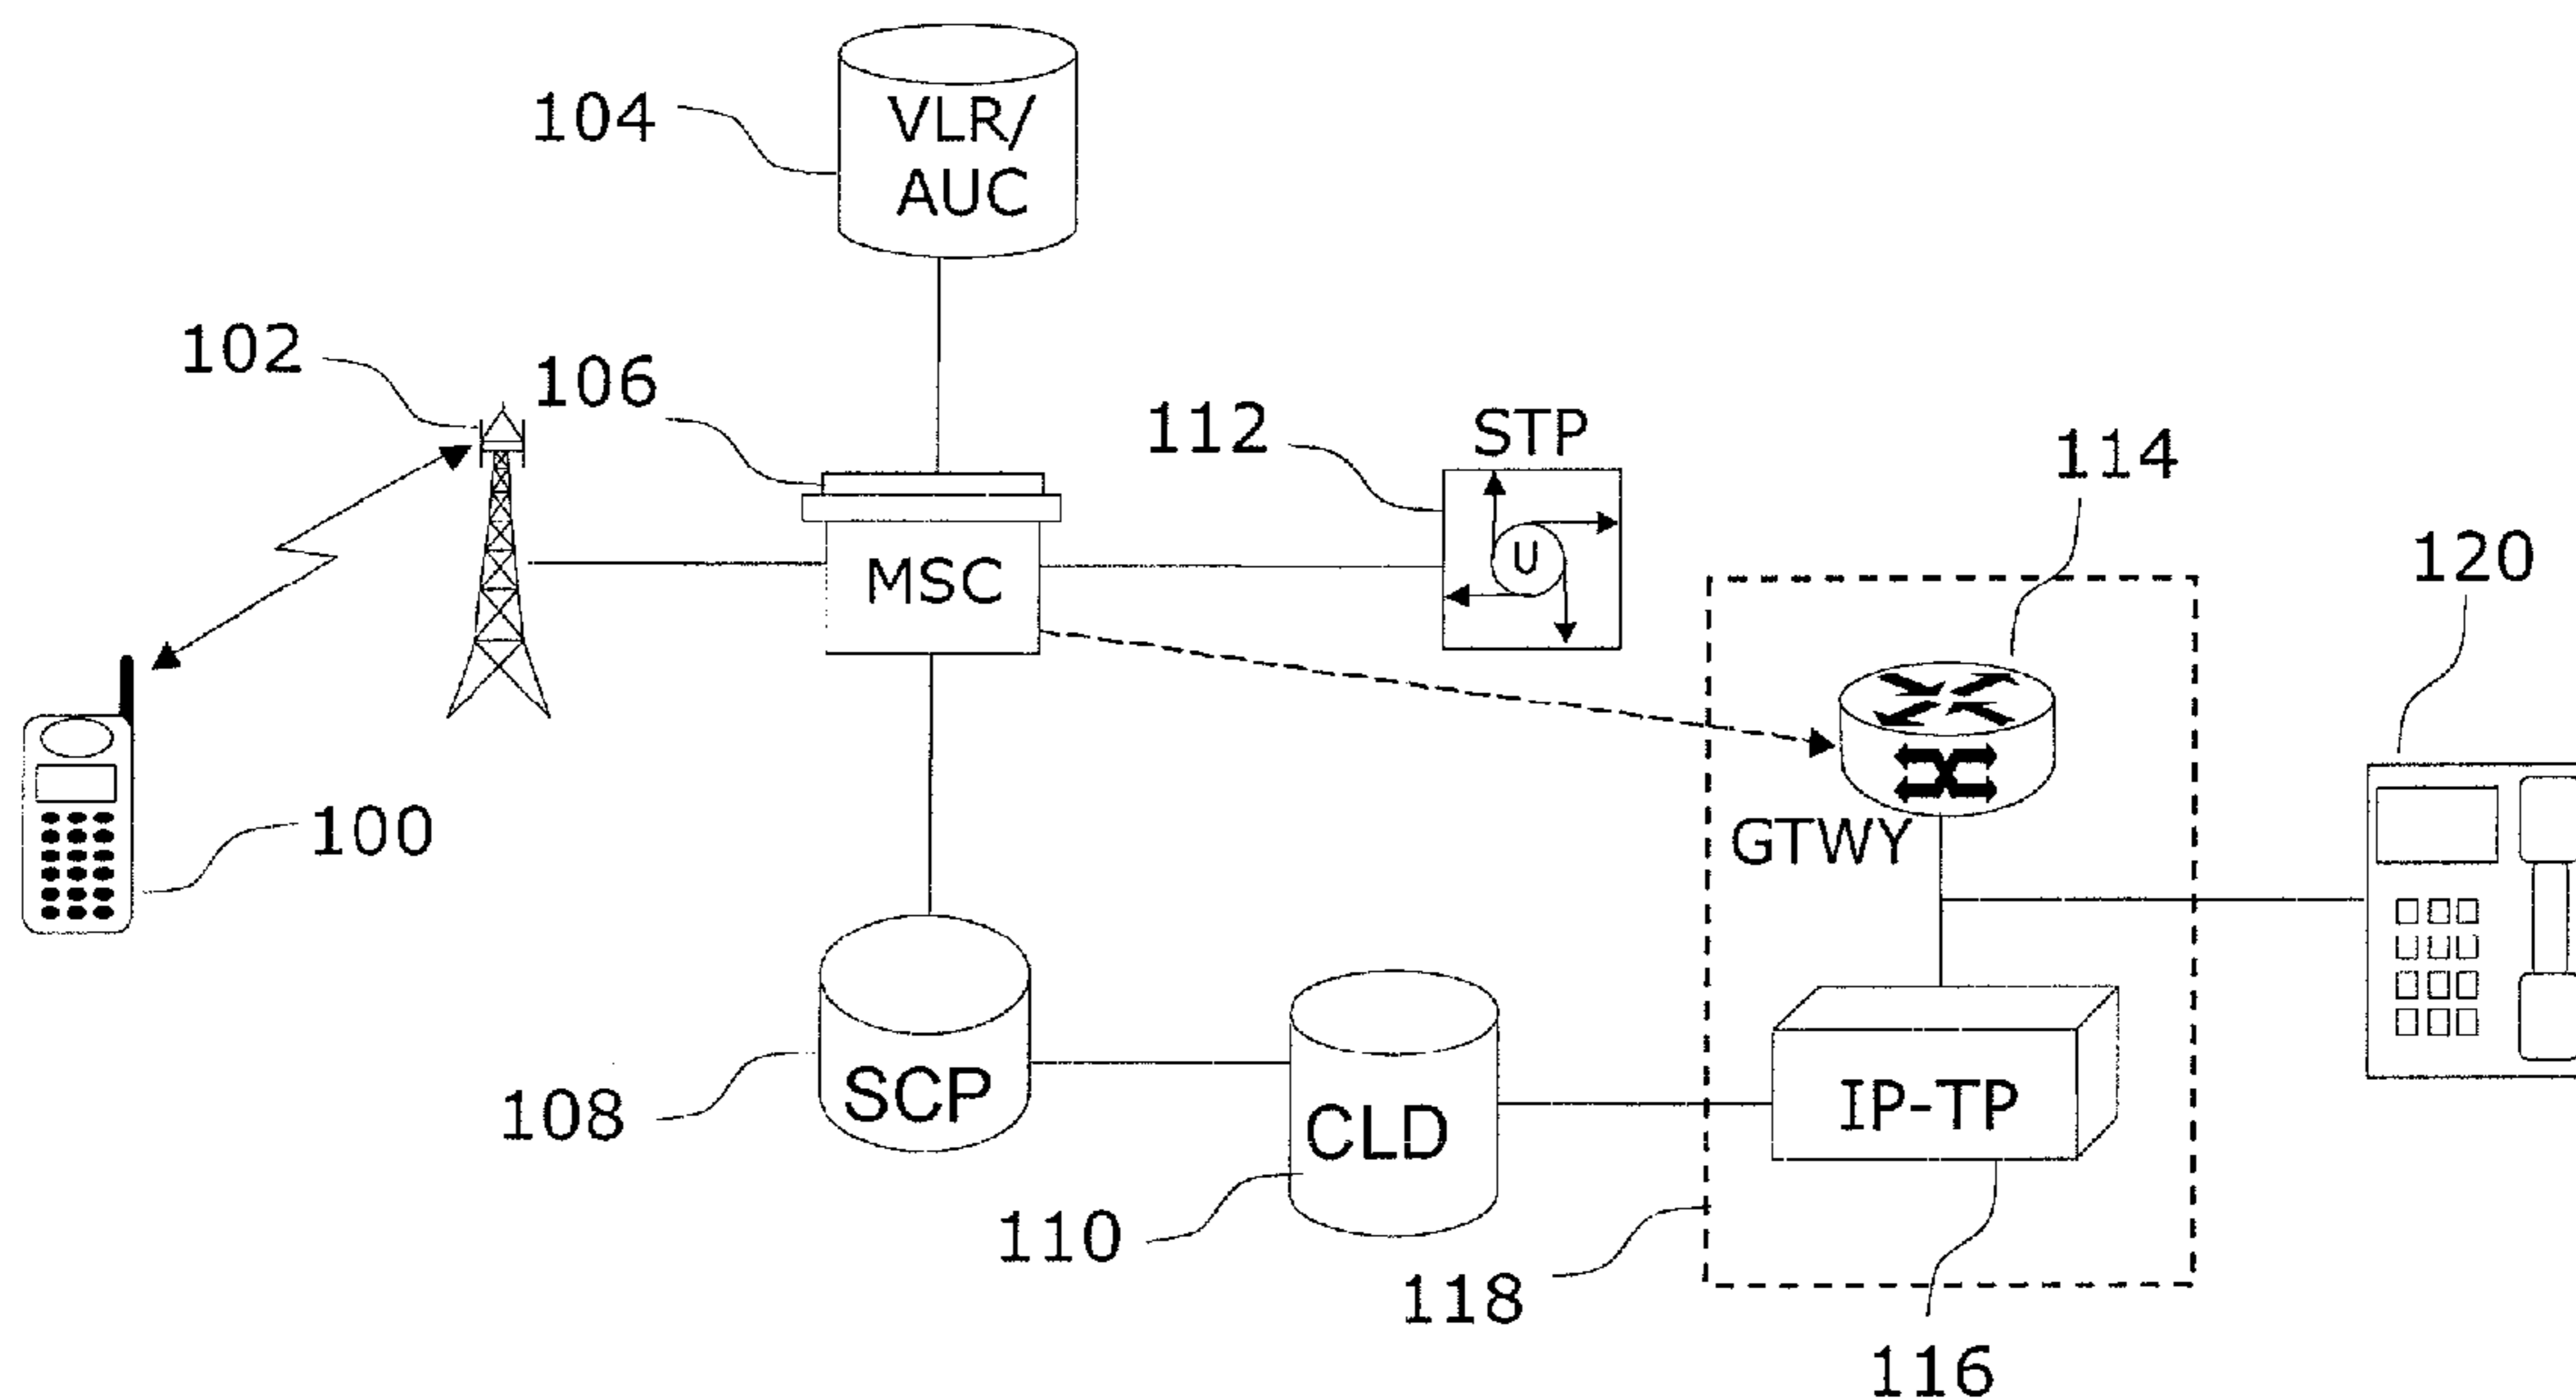 104
VLR/
AUC
102
106
112
STP
114
120
U
MSC
100
GTWY
108
SCP
CLD
IP-TP
110
118
116